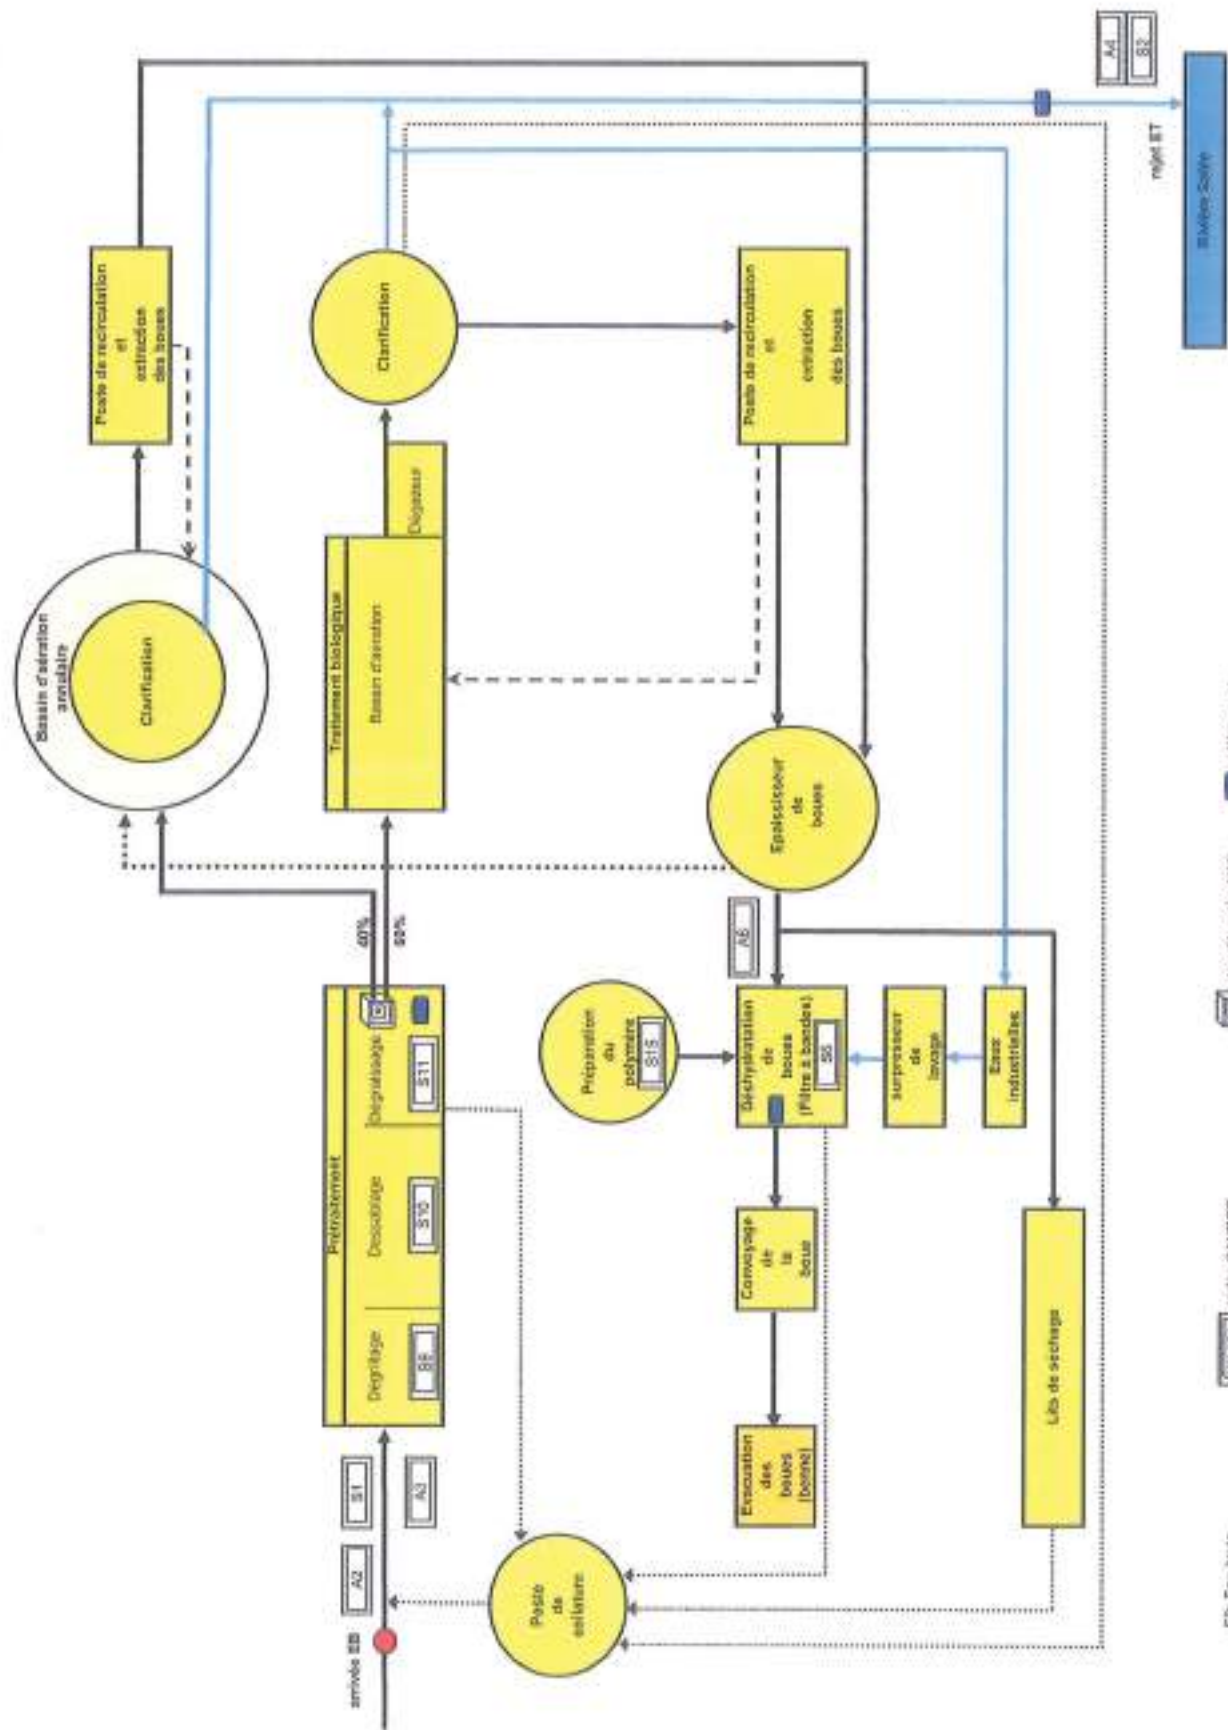 Bassin d'aération
annulaire
Clarification
Poste de recirculation
et
extraction
des boues
A4
S2
rejet ET
arrivée EB
A2
S1
A3
Prétraitement
Dégrillage
Dessablage
Dégraissage
S10
S11
40%
60%
Traitement biologique
Bassin d'aération
Dégazeur
Clarification
Poste de recirculation
et
extraction
des boues
Epaississeur
de
boues
A6
Préparation
du
polymère
S15
Déshydratation
de
boues
(Filtre à bandes)
S6
surpresseur
de
lavage
Eaux
industrielles
Convoyage
de
la
boue
Evacuation
des
boues
(benne)
Poste
de
Lits de séchage